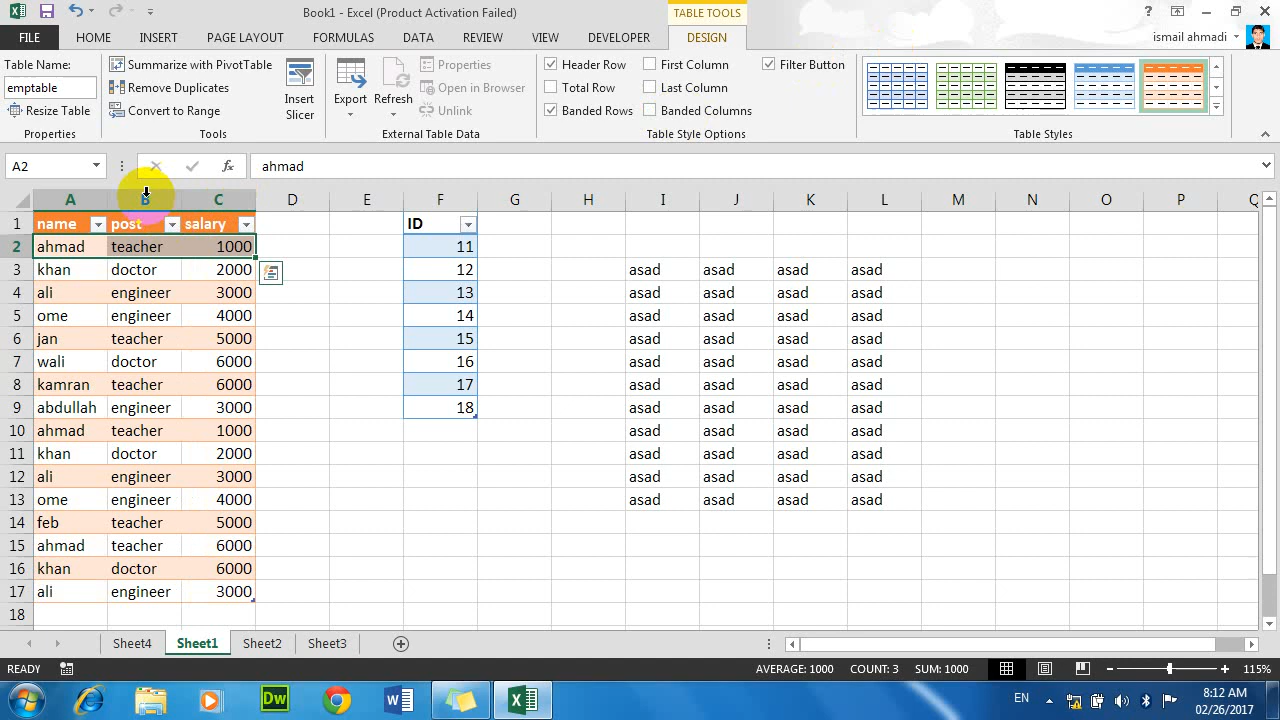 Book1 - Excel (Product Activation Failed)
TABLE TOOLS
FILE HOME INSERT PAGE LAYOUT FORMULAS DATA REVIEW VIEW DEVELOPER DESIGN ismail ahmadi
Table Name:
emptable
Resize Table
Properties
Summarize with PivotTable
Remove Duplicates
Convert to Range
Tools
Insert
Slicer
Export
Refresh
Properties
Open in Browser
Unlink
External Table Data
Header Row
Total Row
Banded Rows
First Column
Last Column
Banded Columns
Filter Button
Table Style Options
Table Styles
A2 fx ahmad
A B C D E F G H I J K L M N O P Q
1 name post salary ID
2 ahmad teacher 1000 11
3 khan doctor 2000 12 asad asad asad asad
4 ali engineer 3000 13 asad asad asad asad
5 ome engineer 4000 14 asad asad asad asad
6 jan teacher 5000 15 asad asad asad asad
7 wali doctor 6000 16 asad asad asad asad
8 kamran teacher 6000 17 asad asad asad asad
9 abdullah engineer 3000 18 asad asad asad asad
10 ahmad teacher 1000 asad asad asad asad
11 khan doctor 2000 asad asad asad asad
12 ali engineer 3000 asad asad asad asad
13 ome engineer 4000 asad asad asad asad
14 feb teacher 5000
15 ahmad teacher 6000
16 khan doctor 6000
17 ali engineer 3000
18
Sheet4 Sheet1 Sheet2 Sheet3
READY AVERAGE: 1000 COUNT: 3 SUM: 1000 115%
Dw EN 8:12 AM
02/26/2017